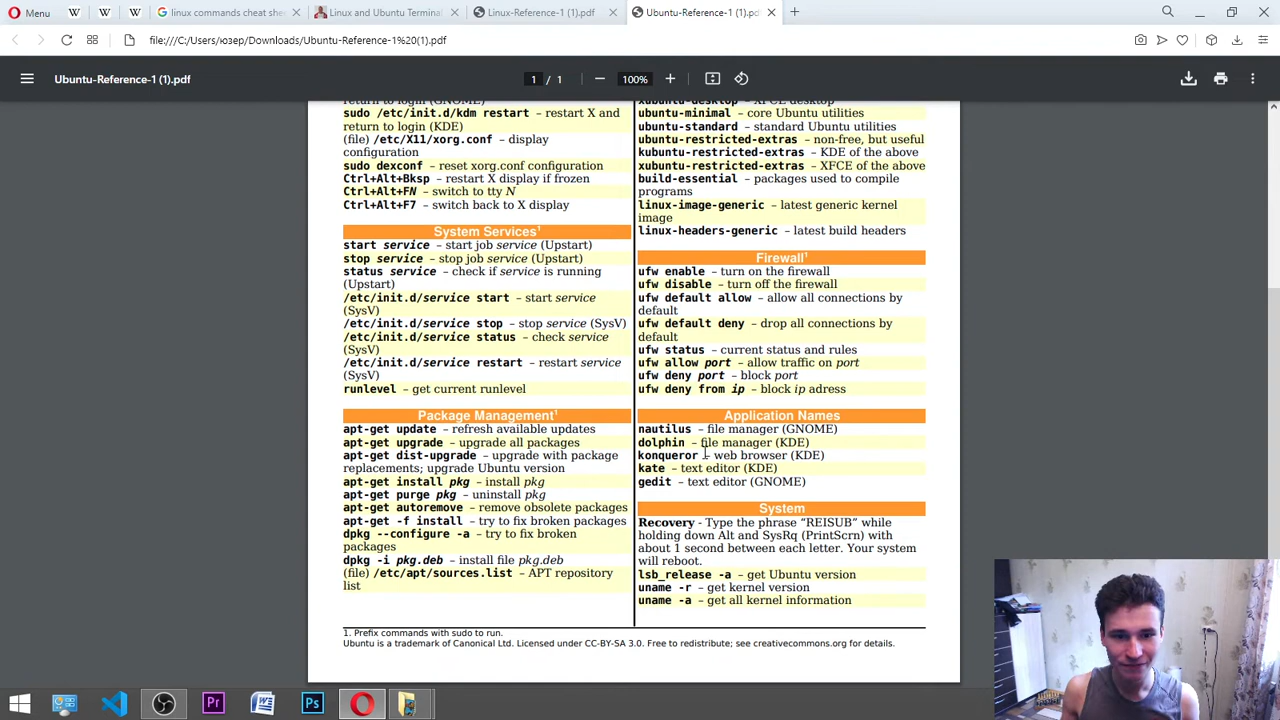 Menu
linux commands cheat shee
Linux and Ubuntu Terminal
Linux-Reference-1 (1).pdf
Ubuntu-Reference-1 (1).pdf
file:///C:/Users/юзер/Downloads/Ubuntu-Reference-1%20(1).pdf
Ubuntu-Reference-1 (1).pdf
1 / 1
100%
return to login (GNOME)
sudo /etc/init.d/kdm restart – restart X and
return to login (KDE)
(file) /etc/X11/xorg.conf – display
configuration
sudo dexconf – reset xorg.conf configuration
Ctrl+Alt+Bksp – restart X display if frozen
Ctrl+Alt+FN – switch to tty N
Ctrl+Alt+F7 – switch back to X display
System Services¹
start service – start job service (Upstart)
stop service – stop job service (Upstart)
status service – check if service is running
(Upstart)
/etc/init.d/service start – start service
(SysV)
/etc/init.d/service stop – stop service (SysV)
/etc/init.d/service status – check service
(SysV)
/etc/init.d/service restart – restart service
(SysV)
runlevel – get current runlevel
Package Management¹
apt-get update – refresh available updates
apt-get upgrade – upgrade all packages
apt-get dist-upgrade – upgrade with package
replacements; upgrade Ubuntu version
apt-get install pkg – install pkg
apt-get purge pkg – uninstall pkg
apt-get autoremove – remove obsolete packages
apt-get -f install – try to fix broken packages
dpkg --configure -a – try to fix broken
packages
dpkg -i pkg.deb – install file pkg.deb
(file) /etc/apt/sources.list – APT repository
list
xubuntu-desktop – XFCE desktop
ubuntu-minimal – core Ubuntu utilities
ubuntu-standard – standard Ubuntu utilities
ubuntu-restricted-extras – non-free, but useful
kubuntu-restricted-extras – KDE of the above
xubuntu-restricted-extras – XFCE of the above
build-essential – packages used to compile
programs
linux-image-generic – latest generic kernel
image
linux-headers-generic – latest build headers
Firewall¹
ufw enable – turn on the firewall
ufw disable – turn off the firewall
ufw default allow – allow all connections by
default
ufw default deny – drop all connections by
default
ufw status – current status and rules
ufw allow port – allow traffic on port
ufw deny port – block port
ufw deny from ip – block ip adress
Application Names
nautilus – file manager (GNOME)
dolphin – file manager (KDE)
konqueror – web browser (KDE)
kate – text editor (KDE)
gedit – text editor (GNOME)
System
Recovery - Type the phrase “REISUB” while
holding down Alt and SysRq (PrintScrn) with
about 1 second between each letter. Your system
will reboot.
lsb_release -a – get Ubuntu version
uname -r – get kernel version
uname -a – get all kernel information
1. Prefix commands with sudo to run.
Ubuntu is a trademark of Canonical Ltd. Licensed under CC-BY-SA 3.0. Free to redistribute; see creativecommons.org for details.